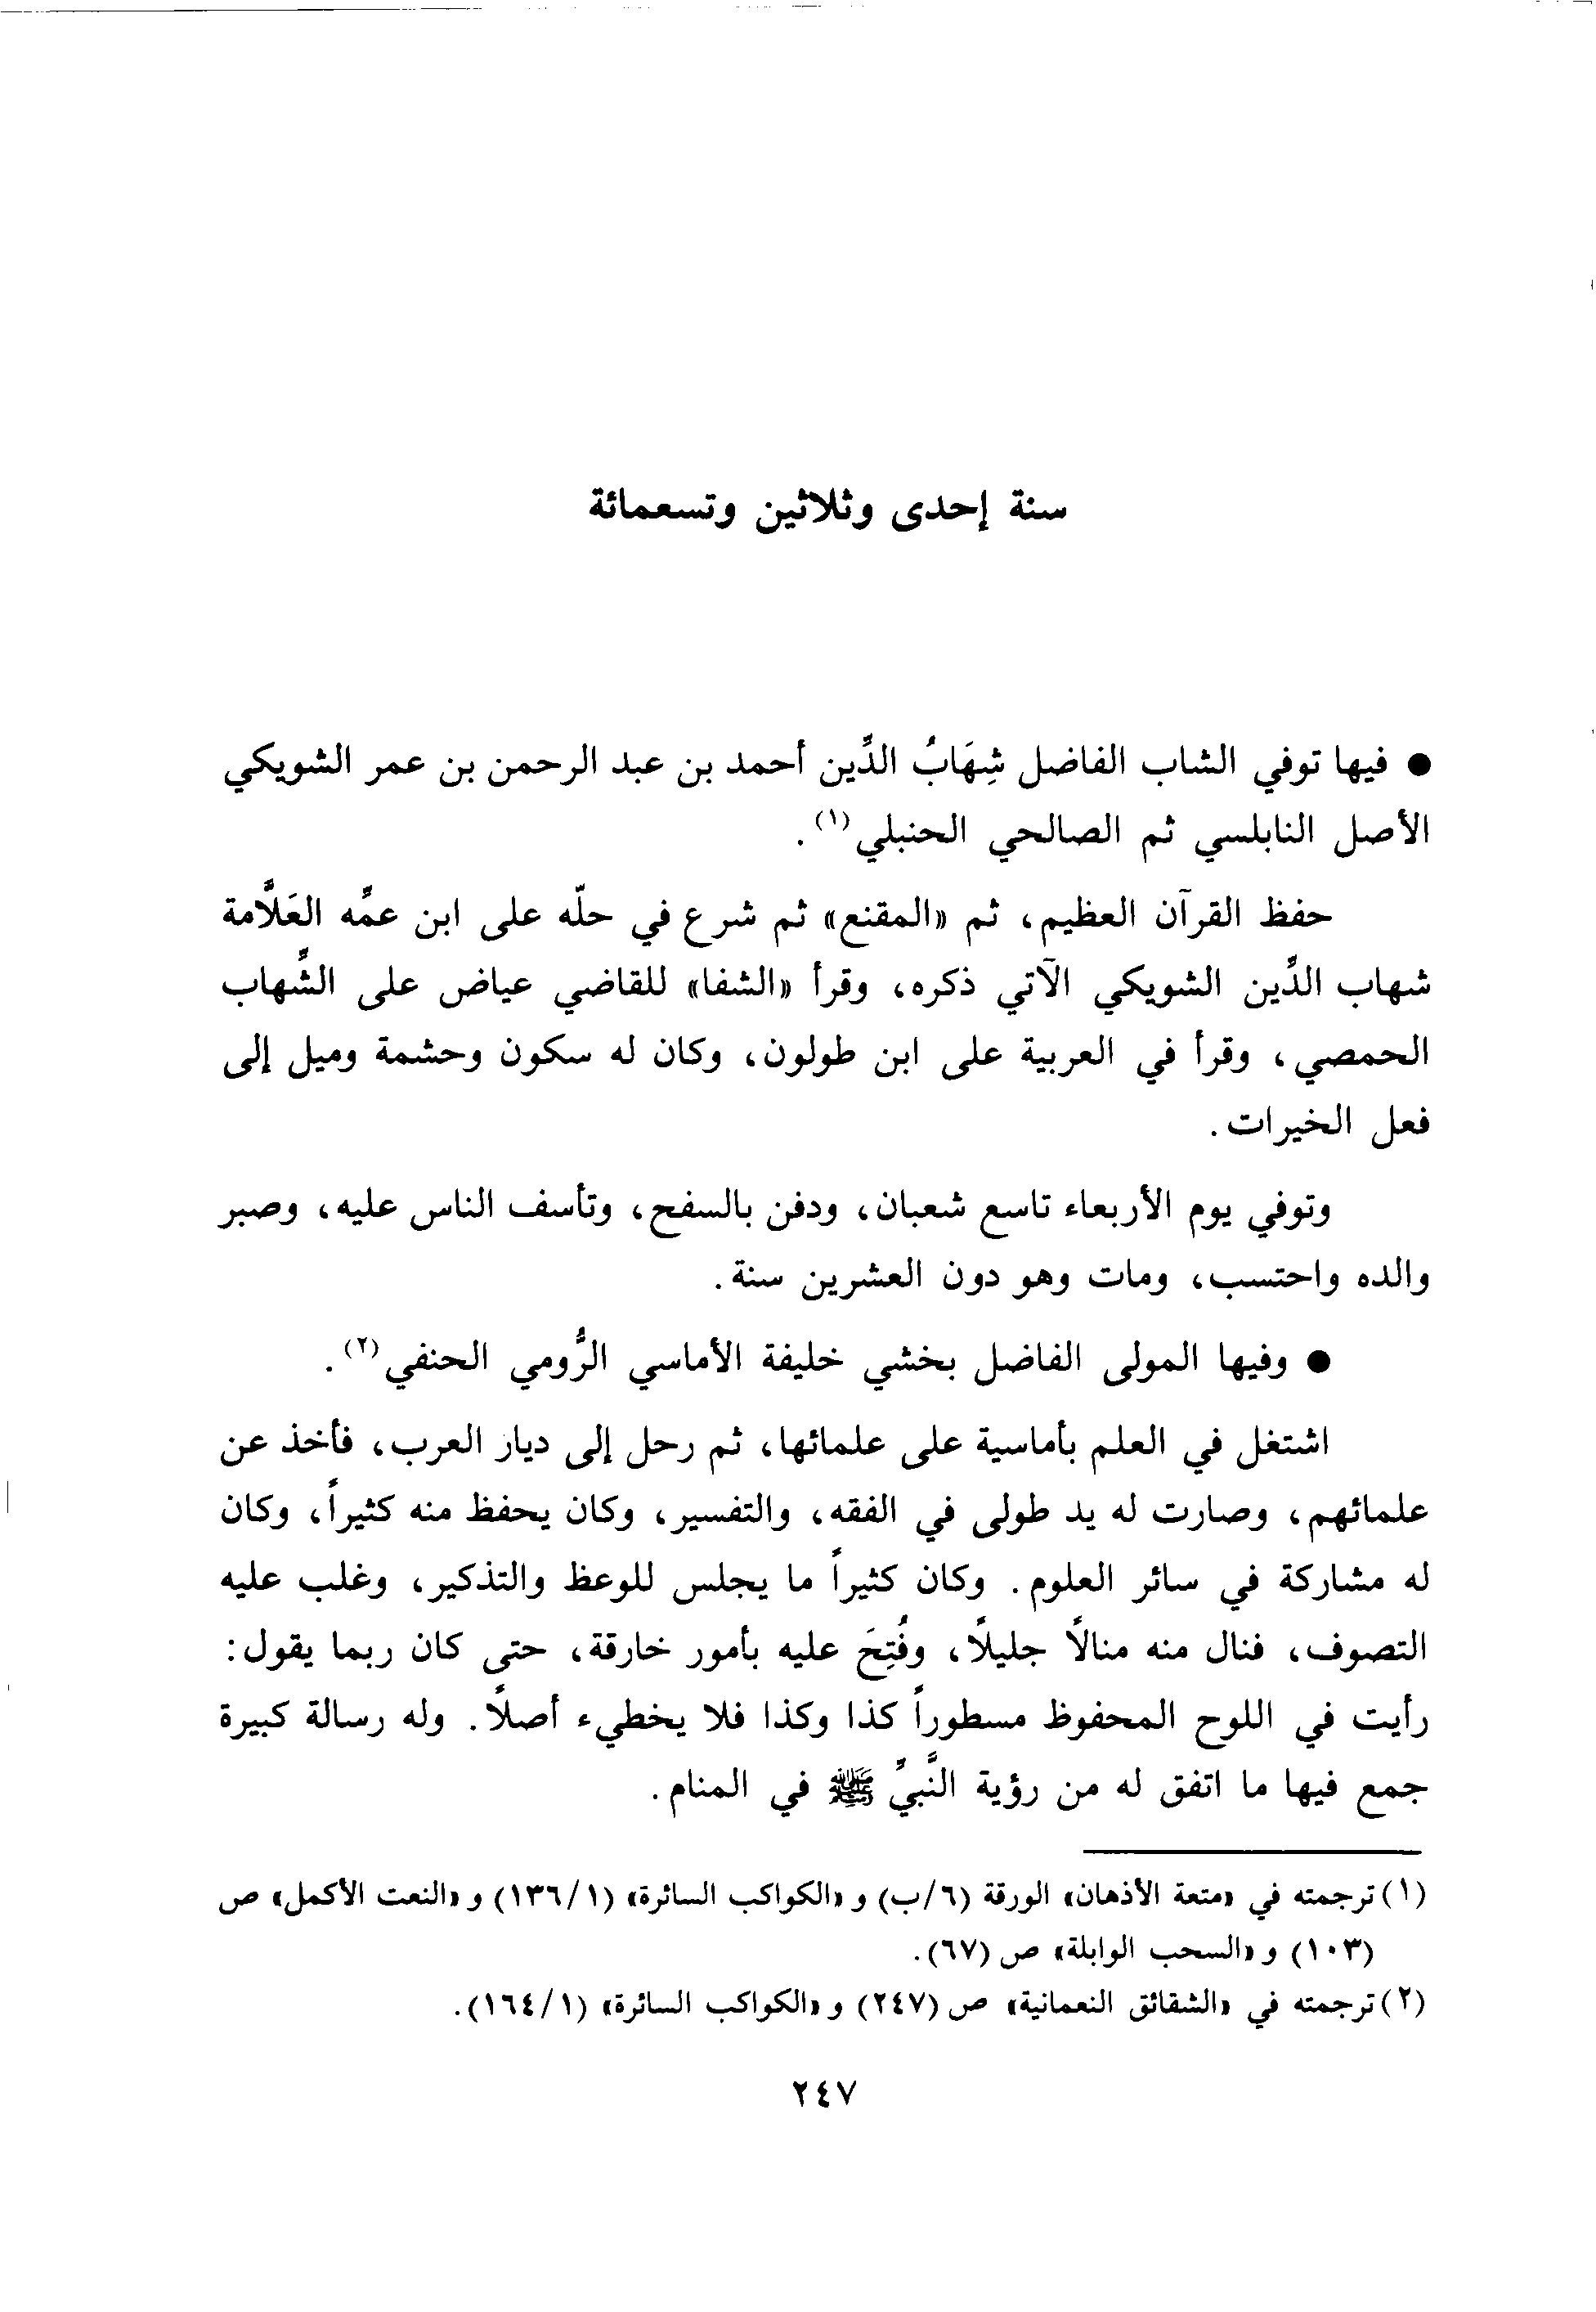 سنة إحدى وثلاثين وتسعمائة
● فيها توفي الشاب الفاضل شِهَابُ الدِّين أحمد بن عبد الرحمن بن عمر الشويكي
الأصل النابلسي ثم الصالحي الحنبلي(١).
حفظ القرآن العظيم، ثم «المقنع» ثم شرع في حلّه على ابن عمِّه العَلَّامة
شهاب الدِّين الشويكي الآتي ذكره، وقرأ «الشفا» للقاضي عياض على الشِّهاب
الحمصي، وقرأ في العربية على ابن طولون، وكان له سكون وحشمة وميل إلى
فعل الخيرات.
وتوفي يوم الأربعاء تاسع شعبان، ودفن بالسفح، وتأسف الناس عليه، وصبر
والده واحتسب، ومات وهو دون العشرين سنة.
● وفيها المولى الفاضل بخشي خليفة الأماسي الرُّومي الحنفي(٢).
اشتغل في العلم بأماسية على علمائها، ثم رحل إلى ديار العرب، فأخذ عن
علمائهم، وصارت له يد طولى في الفقه، والتفسير، وكان يحفظ منه كثيراً، وكان
له مشاركة في سائر العلوم. وكان كثيراً ما يجلس للوعظ والتذكير، وغلب عليه
التصوف، فنال منه منالًا جليلًا، وفُتِحَ عليه بأمور خارقة، حتى كان ربما يقول:
رأيت في اللوح المحفوظ مسطوراً كذا وكذا فلا يخطيء أصلًا. وله رسالة كبيرة
جمع فيها ما اتفق له من رؤية النَّبيِّ ﷺ في المنام.
(١) ترجمته في «متعة الأذهان» الورقة (٦/ب) و «الكواكب السائرة» (١/١٣٦) و «النعت الأكمل» ص
(١٠٣) و «السحب الوابلة» ص (٦٧).
(٢) ترجمته في «الشقائق النعمانية» ص (٢٤٧) و «الكواكب السائرة» (١/١٦٤).
٢٤٧